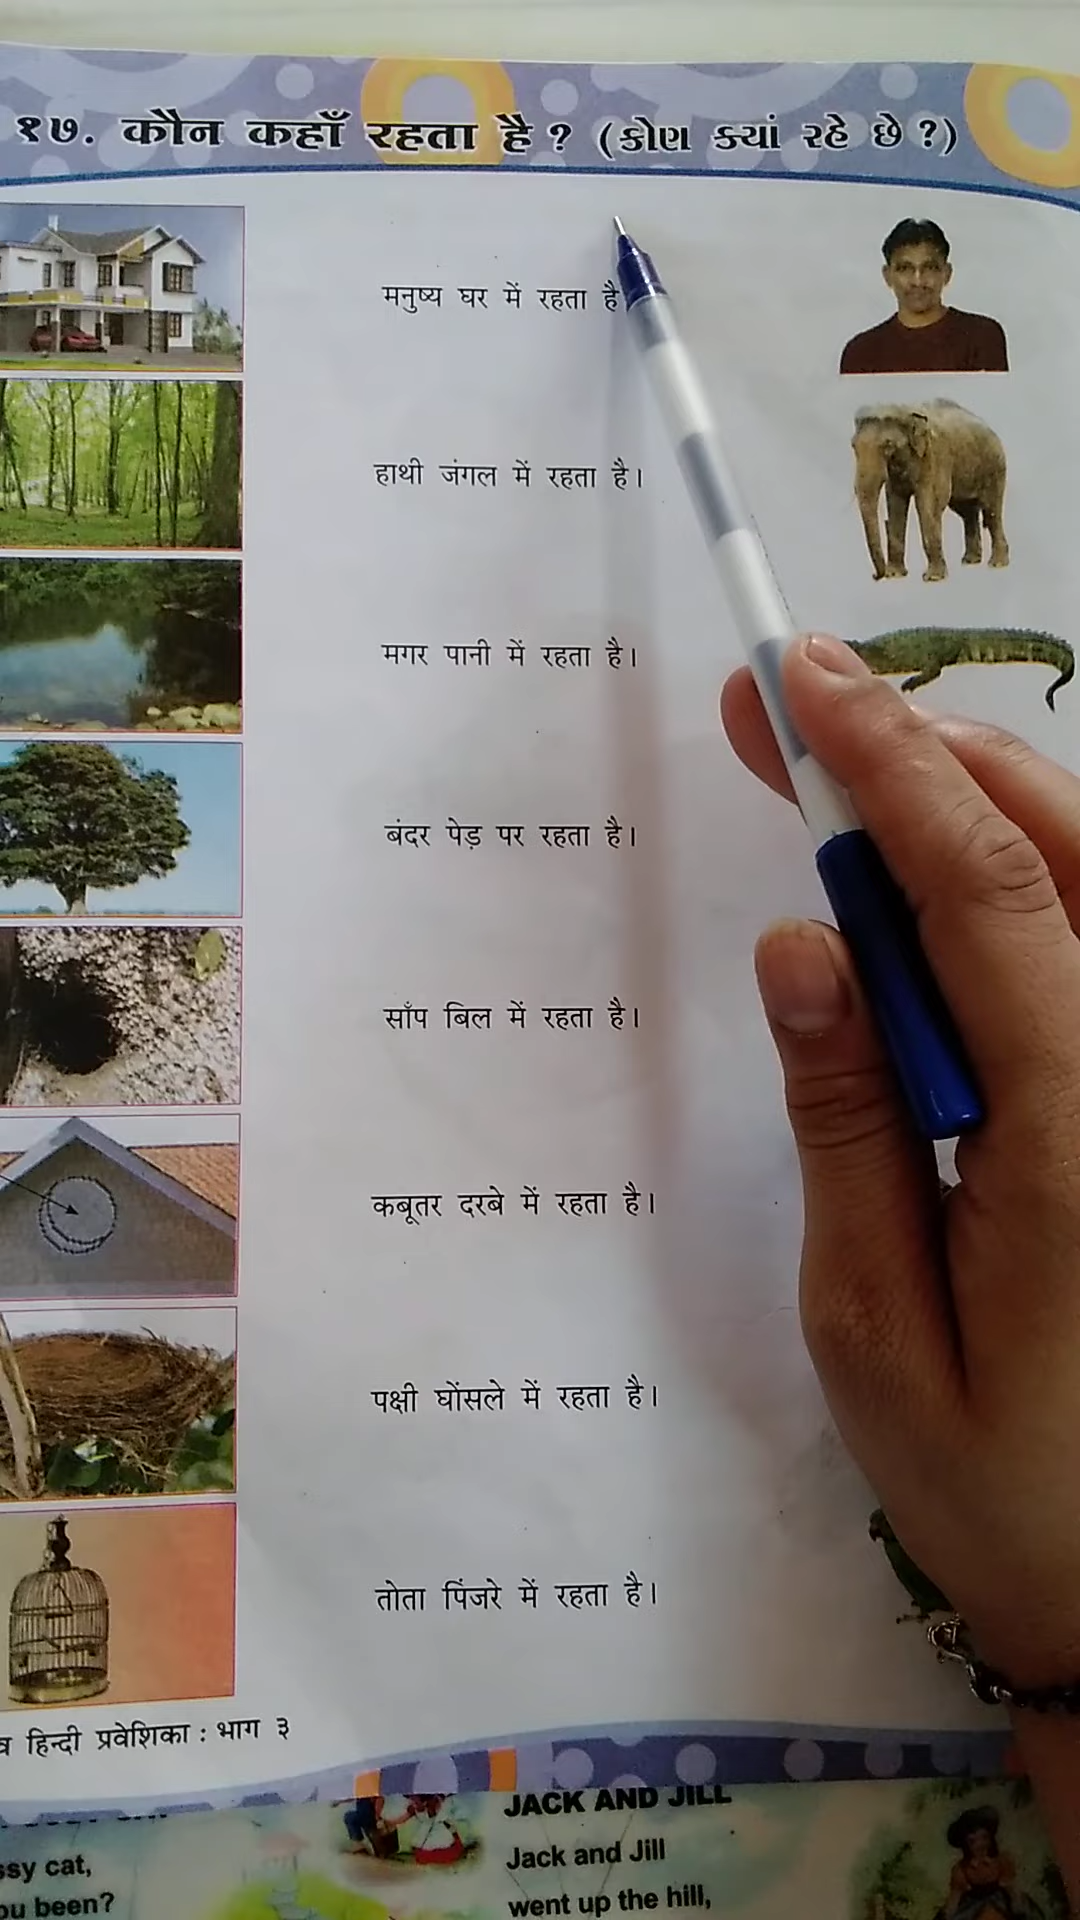 १७. कौन कहाँ रहता है ? (કોણ ક્યાં રહે છે ?)
मनुष्य घर में रहता है
हाथी जंगल में रहता है।
मगर पानी में रहता है।
बंदर पेड़ पर रहता है।
साँप बिल में रहता है।
कबूतर दरबे में रहता है।
पक्षी घोंसले में रहता है।
तोता पिंजरे में रहता है।
हिन्दी प्रवेशिका : भाग ३
JACK AND JILL
cat,
Jack and Jill
been?
went up the hill,